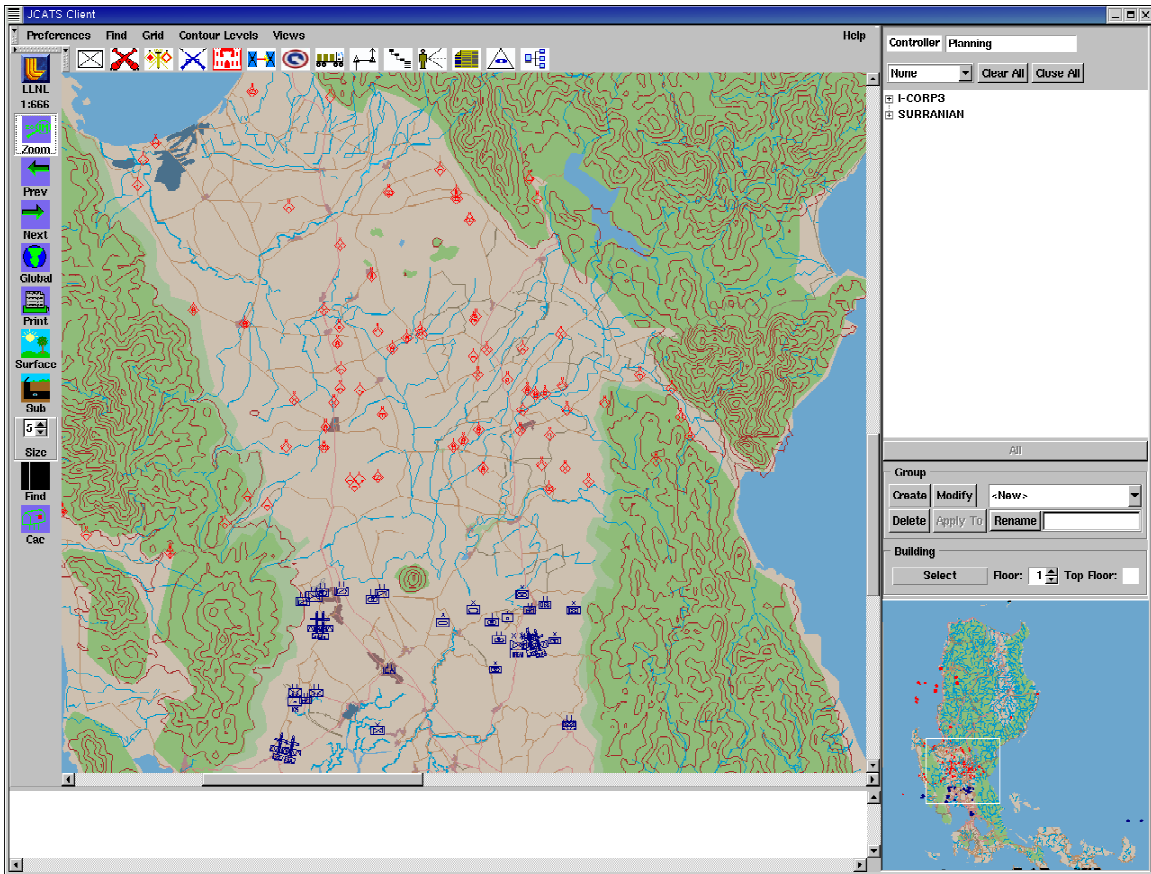 JCATS Client
Preferences Find Grid Contour Levels Views Help
LLNL
1:666
Zoom
Prev
Next
Global
Print
Surface
Sub
5
Size
Find
Cac
Controller Planning
None Clear All Close All
I-CORP3
SURRANIAN
All
Group
Create Modify <New>
Delete Apply To Rename
Building
Select Floor: 1 Top Floor: